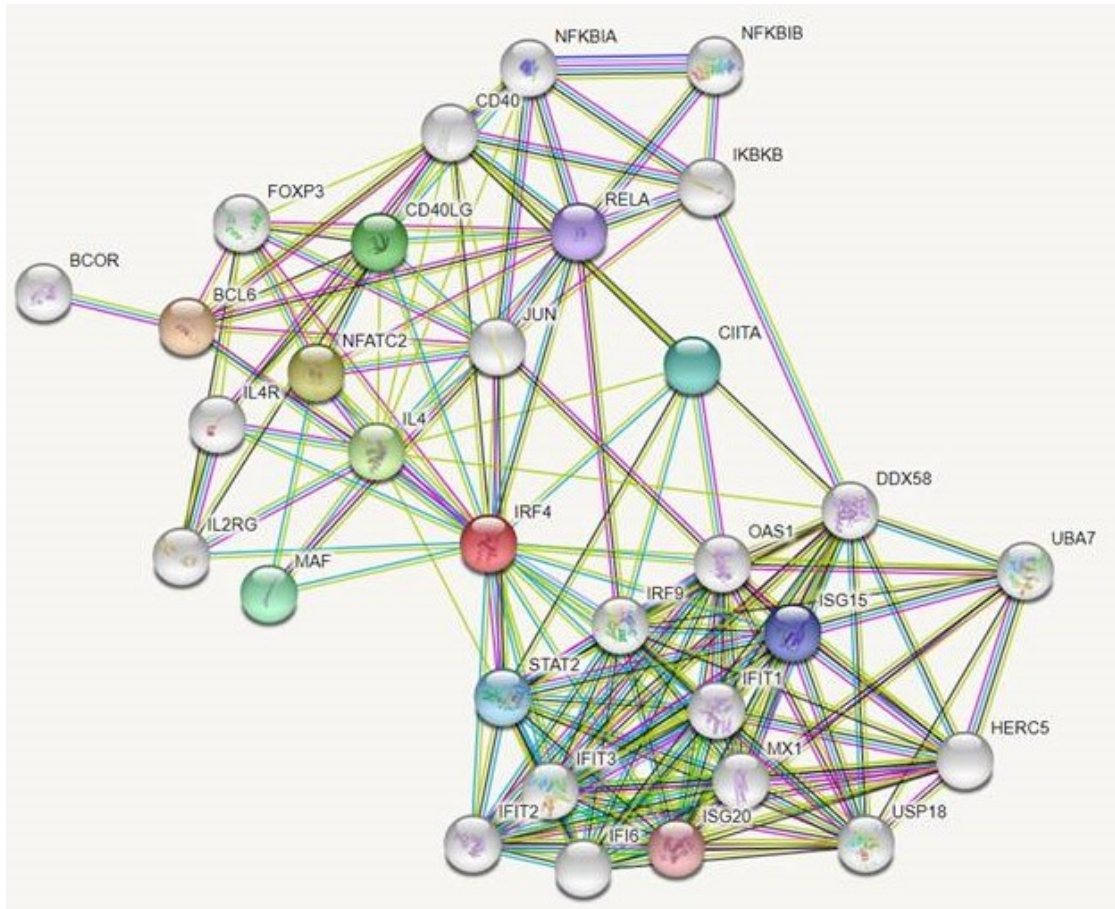 NFKBIA
NFKBIB
CD40
IKBKB
FOXP3
RELA
CD40LG
BCOR
BCL6
JUN
CIITA
NFATC2
IL4R
IL4
DDX58
IRF4
IL2RG
OAS1
UBA7
MAF
IRF9
ISG15
STAT2
IFIT1
HERC5
MX1
IFIT3
IFIT2
ISG20
USP18
IFI6